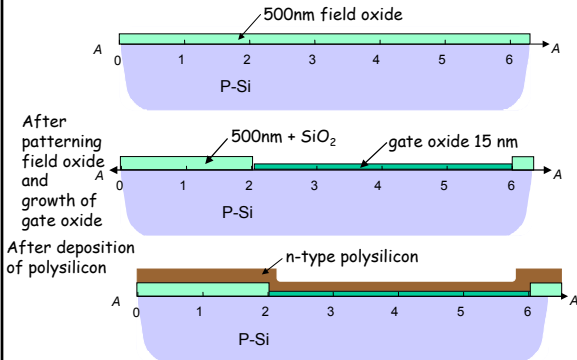 500nm field oxide
A A
0 1 2 3 4 5 6
P-Si
After
patterning
field oxide
and
growth of
gate oxide
500nm + SiO₂
gate oxide 15 nm
A A
0 1 2 3 4 5 6
P-Si
After deposition
of polysilicon
n-type polysilicon
A A
0 1 2 3 4 5 6
P-Si